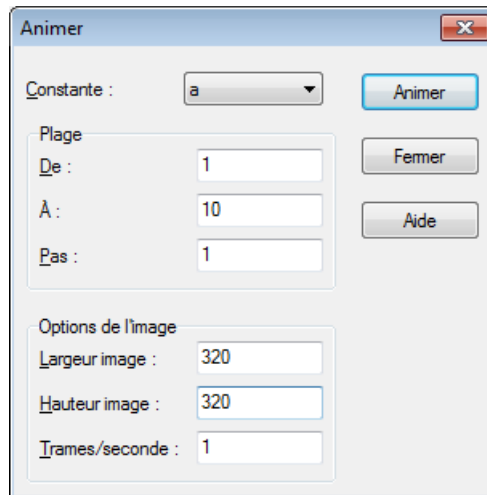 Animer
Constante : a Animer
Plage
De : 1 Fermer
À : 10 Aide
Pas : 1
Options de l'image
Largeur image : 320
Hauteur image : 320
Trames/seconde : 1